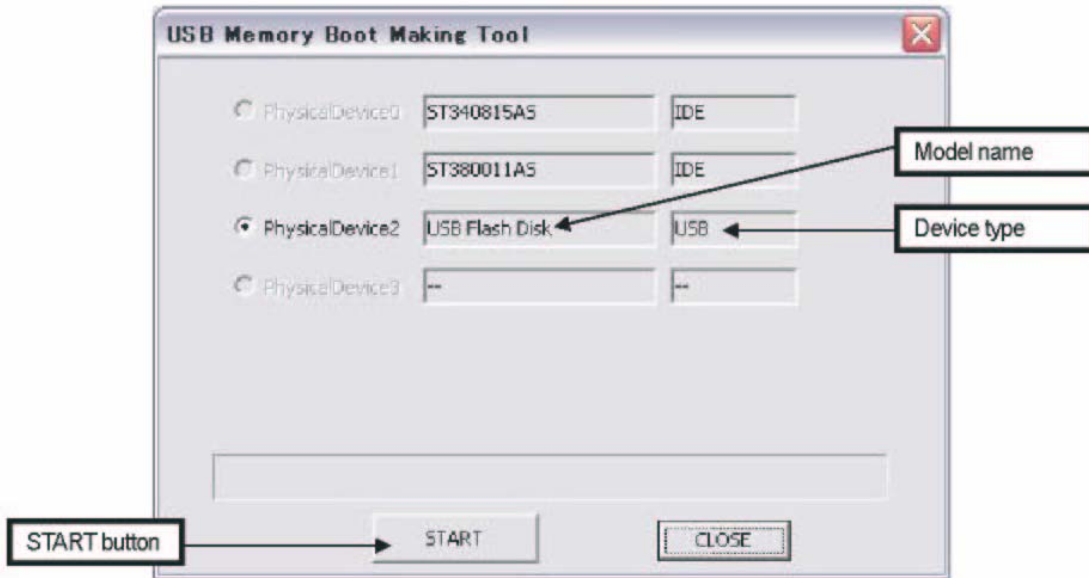 USB Memory Boot Making Tool
PhysicalDevice0 ST340815AS IDE
PhysicalDevice1 ST380011AS IDE
Model name
PhysicalDevice2 USB Flash Disk USB
Device type
PhysicalDevice3 -- --
START button
START
CLOSE